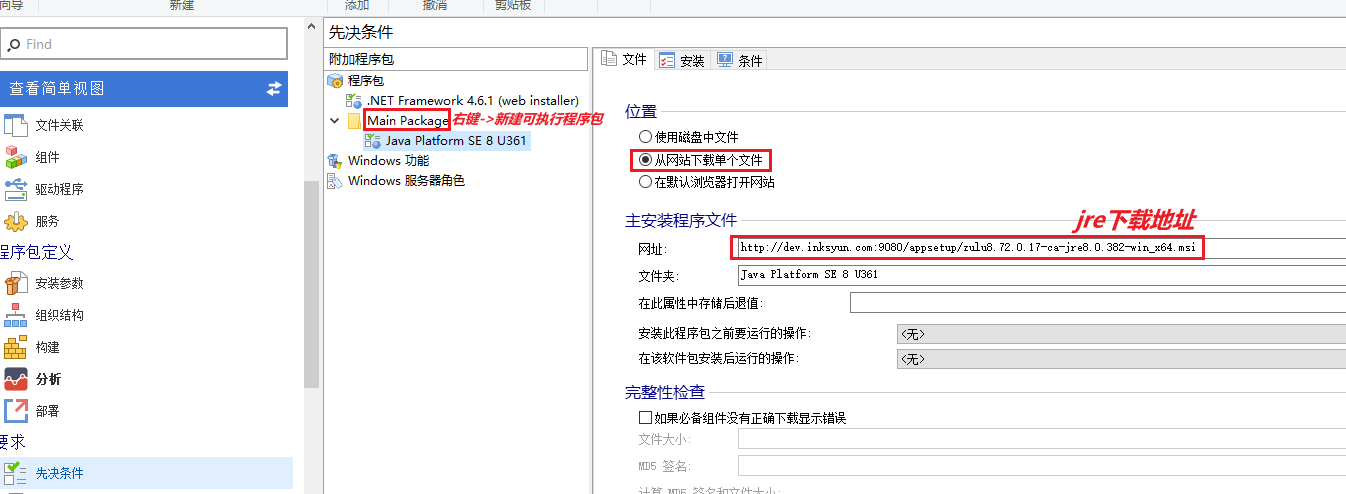 向导 新建 添加 撤消 剪贴板
Find
查看简单视图
文件关联
组件
驱动程序
服务
程序包定义
安装参数
组织结构
构建
分析
部署
要求
先决条件
先决条件
附加程序包
程序包
.NET Framework 4.6.1 (web installer)
Main Package 右键->新建可执行程序包
Java Platform SE 8 U361
Windows 功能
Windows 服务器角色
文件 安装 条件
位置
使用磁盘中文件
从网站下载单个文件
在默认浏览器打开网站
主安装程序文件
jre下载地址
网址: http://dev.inksyun.com:9080/appsetup/zulu8.72.0.17-ca-jre8.0.382-win_x64.msi
文件夹: Java Platform SE 8 U361
在此属性中存储后退值:
安装此程序包之前要运行的操作: <无>
在该软件包安装后运行的操作: <无>
完整性检查
如果必备组件没有正确下载显示错误
文件大小:
MD5 签名:
计算 MD5 签名和文件大小: